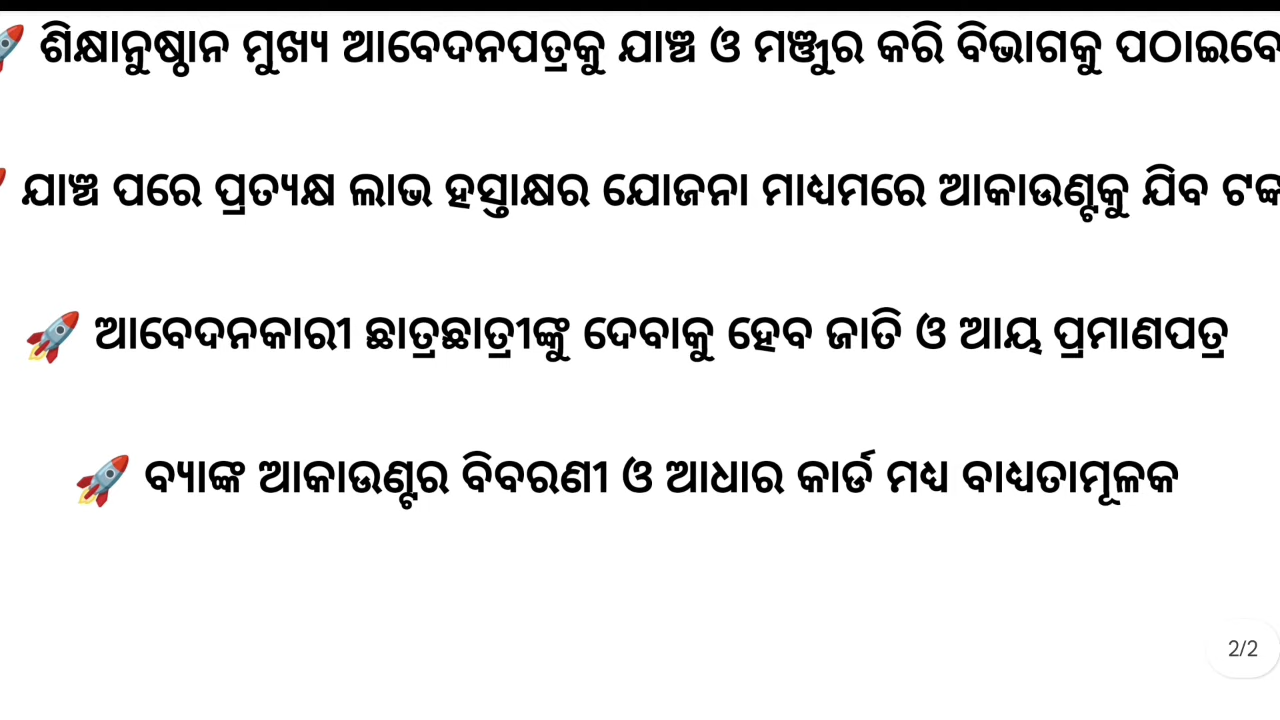 🚀 ଶିକ୍ଷାନୁଷ୍ଠାନ ମୁଖ୍ୟ ଆବେଦନପତ୍ରକୁ ଯାଞ୍ଚ ଓ ମଞ୍ଜୁର କରି ବିଭାଗକୁ ପଠାଇବେ
ଯାଞ୍ଚ ପରେ ପ୍ରତ୍ୟକ୍ଷ ଲାଭ ହସ୍ତାକ୍ଷର ଯୋଜନା ମାଧ୍ୟମରେ ଆକାଉଣ୍ଟକୁ ଯିବ ଟଙ୍କ
🚀 ଆବେଦନକାରୀ ଛାତ୍ରଛାତ୍ରୀଙ୍କୁ ଦେବାକୁ ହେବ ଜାତି ଓ ଆୟ ପ୍ରମାଣପତ୍ର
🚀 ବ୍ୟାଙ୍କ ଆକାଉଣ୍ଟର ବିବରଣୀ ଓ ଆଧାର କାର୍ଡ ମଧ୍ୟ ବାଧ୍ୟତାମୂଳକ
2/2